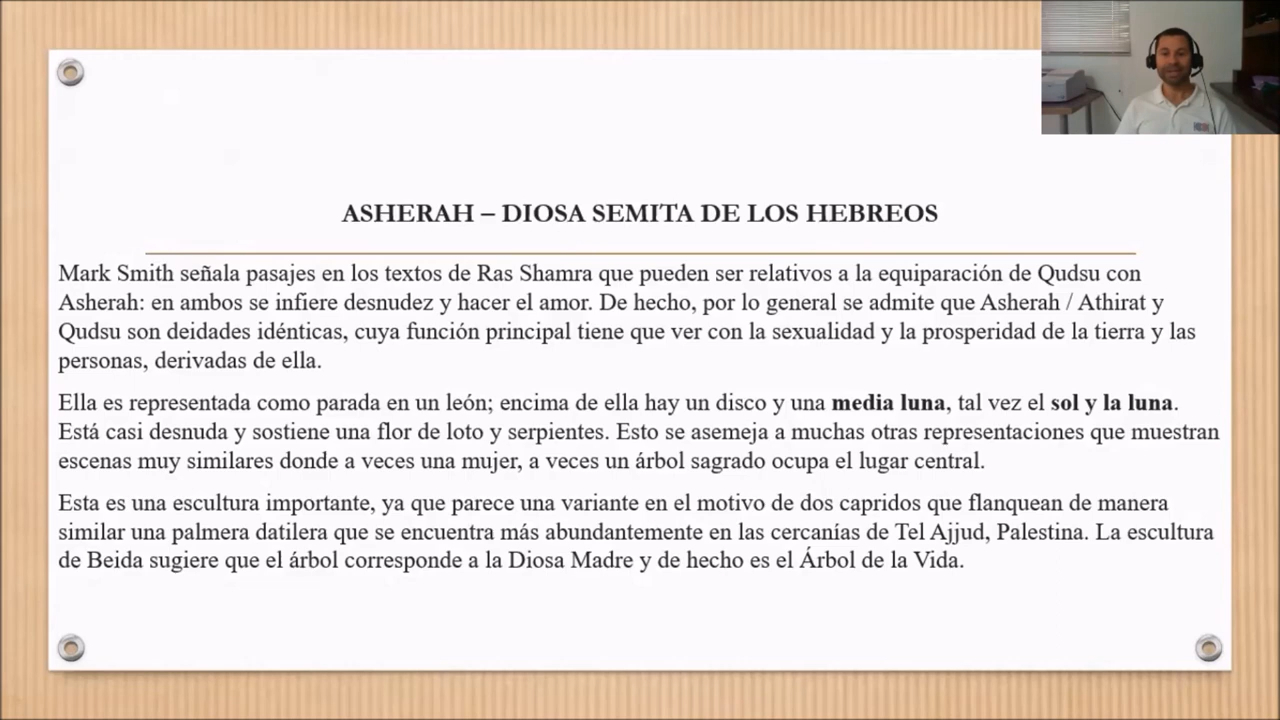 ASHERAH – DIOSA SEMITA DE LOS HEBREOS
Mark Smith señala pasajes en los textos de Ras Shamra que pueden ser relativos a la equiparación de Qudsu con
Asherah: en ambos se infiere desnudez y hacer el amor. De hecho, por lo general se admite que Asherah / Athirat y
Qudsu son deidades idénticas, cuya función principal tiene que ver con la sexualidad y la prosperidad de la tierra y las
personas, derivadas de ella.
Ella es representada como parada en un león; encima de ella hay un disco y una media luna, tal vez el sol y la luna.
Está casi desnuda y sostiene una flor de loto y serpientes. Esto se asemeja a muchas otras representaciones que muestran
escenas muy similares donde a veces una mujer, a veces un árbol sagrado ocupa el lugar central.
Esta es una escultura importante, ya que parece una variante en el motivo de dos capridos que flanquean de manera
similar una palmera datilera que se encuentra más abundantemente en las cercanías de Tel Ajjud, Palestina. La escultura
de Beida sugiere que el árbol corresponde a la Diosa Madre y de hecho es el Árbol de la Vida.